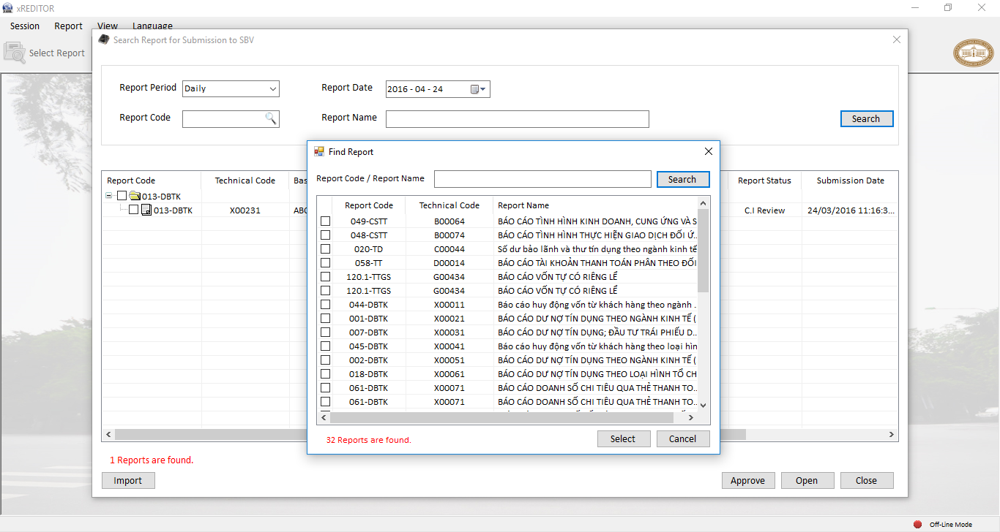 xREDITOR
Session Report View Language
Select Report
Search Report for Submission to SBV
Report Period Daily Report Date 2016 - 04 - 24
Report Code Report Name Search
Report Code Technical Code Bas Report Status Submission Date
013-DBTK
013-DBTK X00231 ABC C.I Review 24/03/2016 11:16:3...
Find Report
Report Code / Report Name Search
Report Code Technical Code Report Name
049-CSTT B00064 BÁO CÁO TÌNH HÌNH KINH DOANH, CUNG ỨNG VÀ S
048-CSTT B00074 BÁO CÁO TÌNH HÌNH THỰC HIỆN GIAO DỊCH ĐỐI Ứ...
020-TD C00044 Số dư bảo lãnh và thư tín dụng theo ngành kinh tế
058-TT D00014 BÁO CÁO TÀI KHOẢN THANH TOÁN PHÂN THEO ĐỐI
120.1-TTGS G00434 BÁO CÁO VỐN TỰ CÓ RIÊNG LẺ
120.1-TTGS G00434 BÁO CÁO VỐN TỰ CÓ RIÊNG LẺ
044-DBTK X00011 Báo cáo huy động vốn từ khách hàng theo ngành ...
001-DBTK X00021 BÁO CÁO DƯ NỢ TÍN DỤNG THEO NGÀNH KINH TẾ (
007-DBTK X00031 BÁO CÁO DƯ NỢ TÍN DỤNG; ĐẦU TƯ TRÁI PHIẾU D...
045-DBTK X00041 Báo cáo huy động vốn từ khách hàng theo loại hìn
002-DBTK X00051 BÁO CÁO DƯ NỢ TÍN DỤNG THEO NGÀNH KINH TẾ (
018-DBTK X00061 BÁO CÁO DƯ NỢ TÍN DỤNG THEO LOẠI HÌNH TỔ CH
061-DBTK X00071 BÁO CÁO DOANH SỐ CHI TIÊU QUA THẺ THANH TO...
061-DBTK X00071 BÁO CÁO DOANH SỐ CHI TIÊU QUA THẺ THANH TO...
32 Reports are found. Select Cancel
1 Reports are found.
Import Approve Open Close
Off-Line Mode